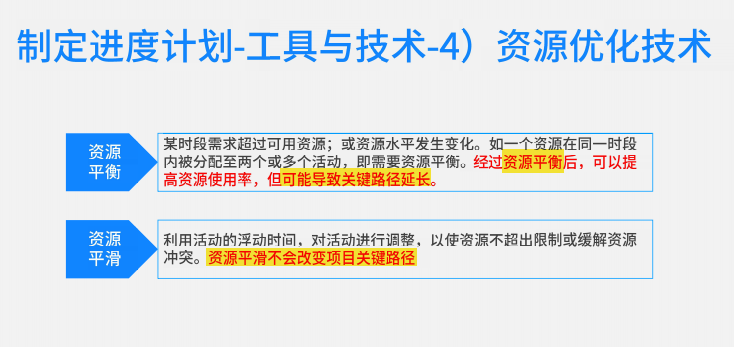 制定进度计划-工具与技术-4）资源优化技术
资源
平衡
某时段需求超过可用资源；或资源水平发生变化。如一个资源在同一时段
内被分配至两个或多个活动，即需要资源平衡。经过资源平衡后，可以提
高资源使用率，但可能导致关键路径延长。
资源
平滑
利用活动的浮动时间，对活动进行调整，以使资源不超出限制或缓解资源
冲突。资源平滑不会改变项目关键路径